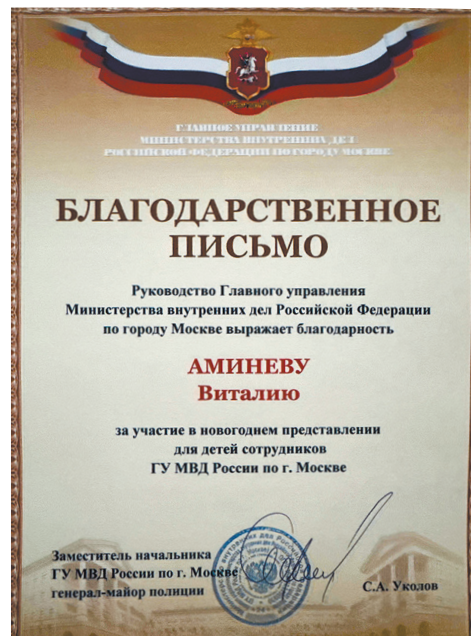 ГЛАВНОЕ УПРАВЛЕНИЕ
МИНИСТЕРСТВА ВНУТРЕННИХ ДЕЛ
РОССИЙСКОЙ ФЕДЕРАЦИИ ПО ГОРОДУ МОСКВЕ
БЛАГОДАРСТВЕННОЕ
ПИСЬМО
Руководство Главного управления
Министерства внутренних дел Российской Федерации
по городу Москве выражает благодарность
АМИНЕВУ
Виталию
за участие в новогоднем представлении
для детей сотрудников
ГУ МВД России по г. Москве
Заместитель начальника
ГУ МВД России по г. Москве
генерал-майор полиции
С.А. Уколов